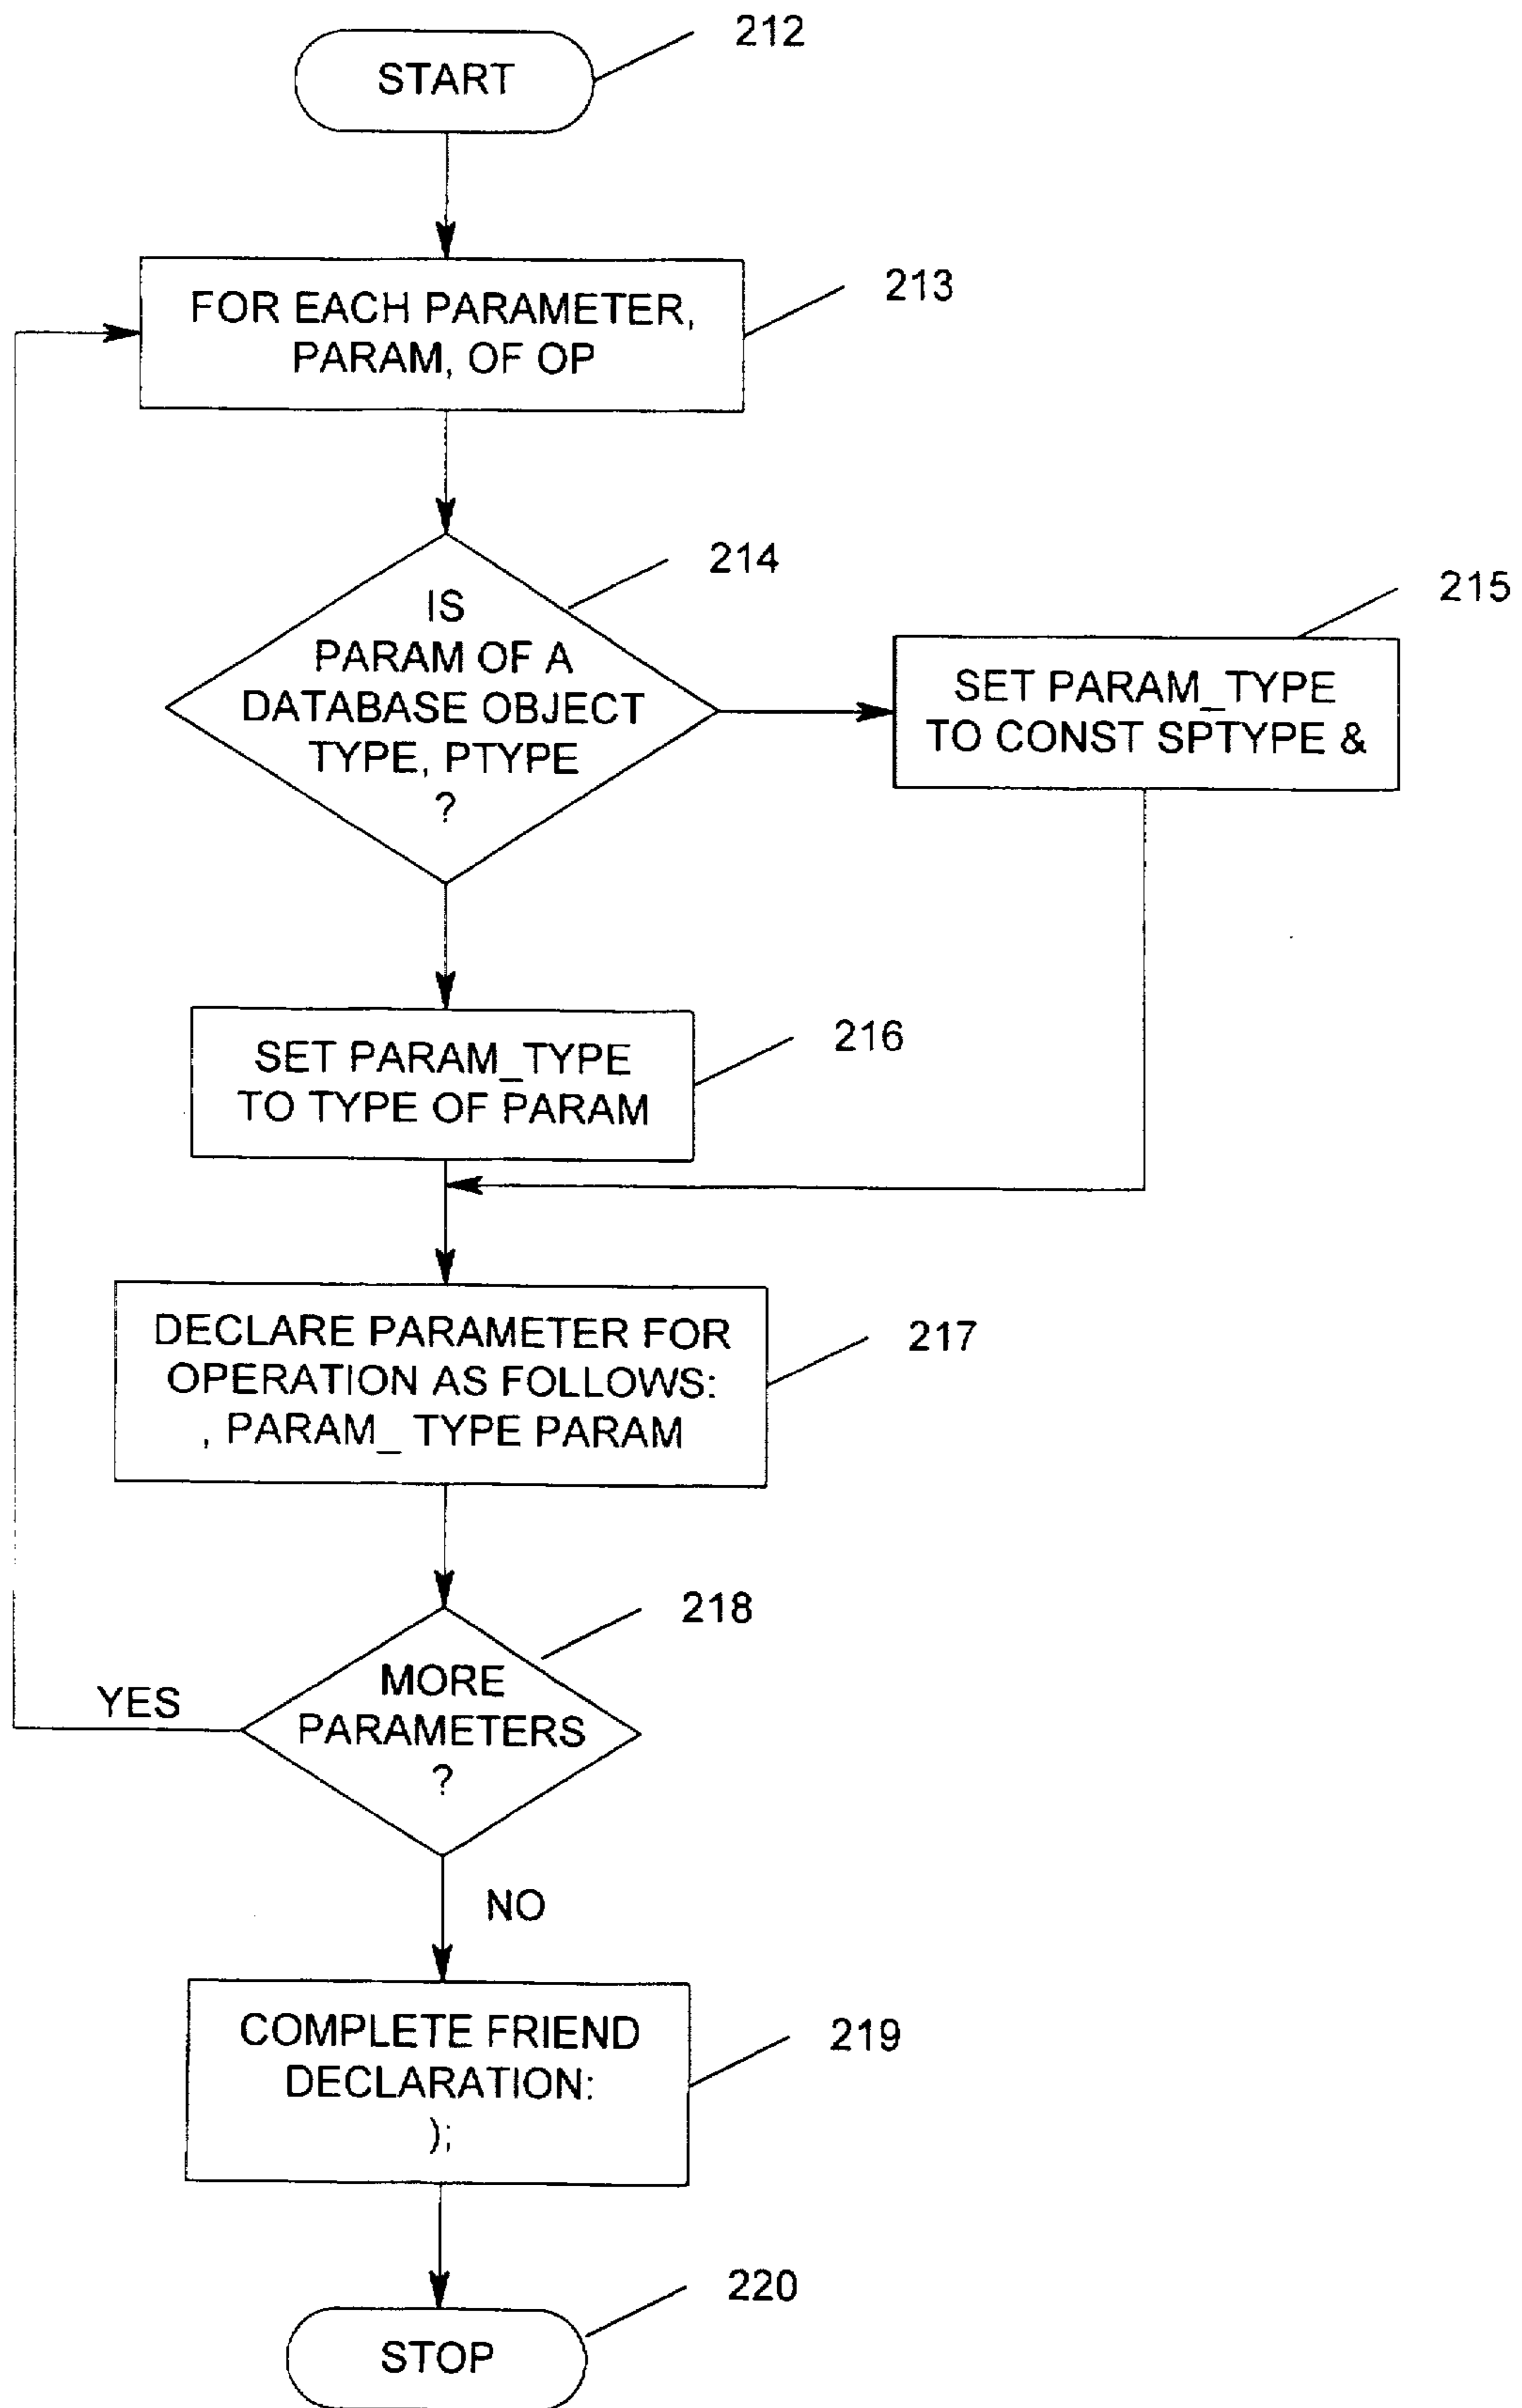 212
START
213
FOR EACH PARAMETER,
PARAM, OF OP
214
IS
PARAM OF A
DATABASE OBJECT
TYPE, PTYPE
?
215
SET PARAM_TYPE
TO CONST SPTYPE &
216
SET PARAM_TYPE
TO TYPE OF PARAM
217
DECLARE PARAMETER FOR
OPERATION AS FOLLOWS:
, PARAM_ TYPE PARAM
218
MORE
PARAMETERS
?
YES
NO
219
COMPLETE FRIEND
DECLARATION:
);
220
STOP